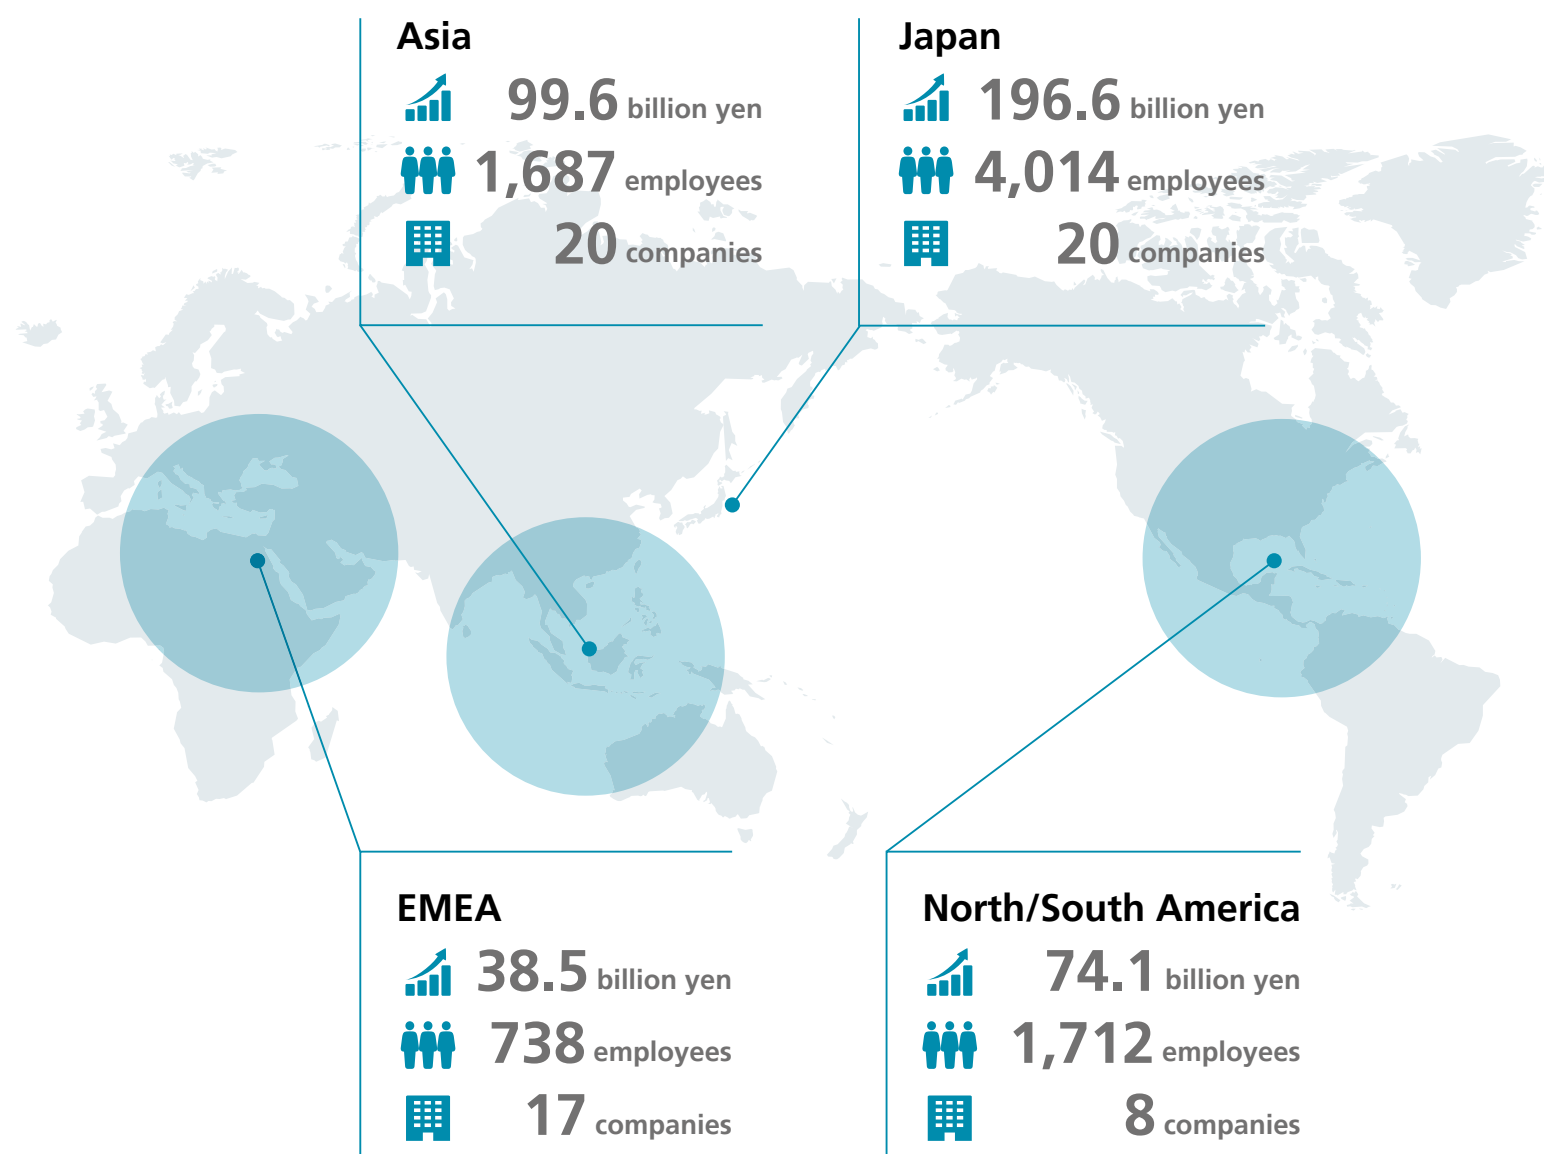 Asia
99.6 billion yen
1,687 employees
20 companies
Japan
196.6 billion yen
4,014 employees
20 companies
EMEA
38.5 billion yen
738 employees
17 companies
North/South America
74.1 billion yen
1,712 employees
8 companies